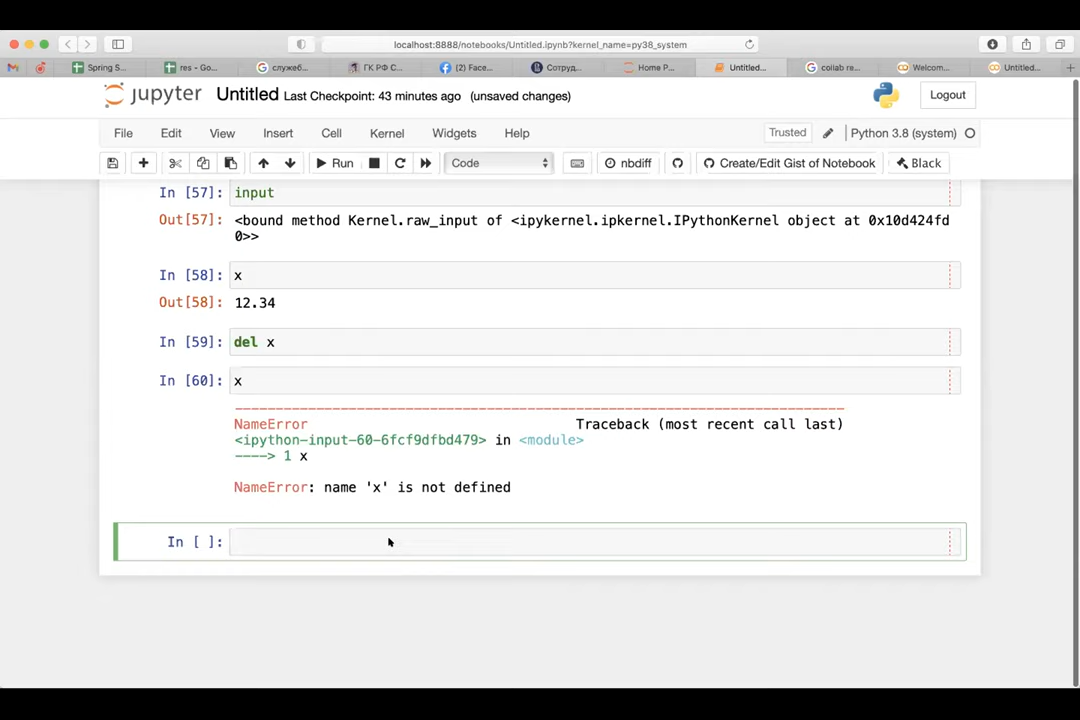 localhost:8888/notebooks/Untitled.ipynb?kernel_name=py38_system
Spring S...
res - Go...
служеб...
ГК РФ С...
(2) Face...
Сотруд...
Home P...
Untitled...
collab re...
Welcom...
Untitled...
jupyter Untitled Last Checkpoint: 43 minutes ago (unsaved changes)
Logout
File Edit View Insert Cell Kernel Widgets Help
Trusted
Python 3.8 (system)
Run
Code
nbdiff
Create/Edit Gist of Notebook
Black
In [57]: input
Out[57]: <bound method Kernel.raw_input of <ipykernel.ipkernel.IPythonKernel object at 0x10d424fd
0>>
In [58]: x
Out[58]: 12.34
In [59]: del x
In [60]: x
---------------------------------------------------------------------------
NameError Traceback (most recent call last)
<ipython-input-60-6fcf9dfbd479> in <module>
----> 1 x
NameError: name 'x' is not defined
In [ ]: